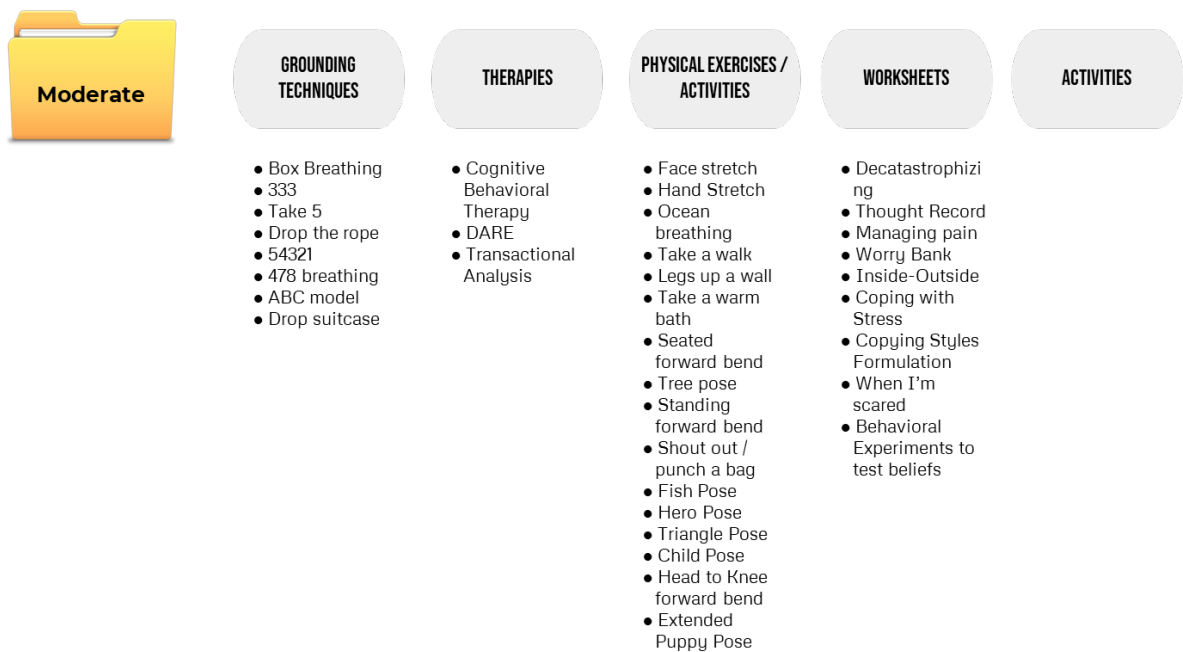 Moderate
GROUNDING
TECHNIQUES
● Box Breathing
● 333
● Take 5
● Drop the rope
● 54321
● 478 breathing
● ABC model
● Drop suitcase
THERAPIES
● Cognitive
Behavioral
Therapy
● DARE
● Transactional
Analysis
PHYSICAL EXERCISES /
ACTIVITIES
● Face stretch
● Hand Stretch
● Ocean
breathing
● Take a walk
● Legs up a wall
● Take a warm
bath
● Seated
forward bend
● Tree pose
● Standing
forward bend
● Shout out /
punch a bag
● Fish Pose
● Hero Pose
● Triangle Pose
● Child Pose
● Head to Knee
forward bend
● Extended
Puppy Pose
WORKSHEETS
● Decatastrophizi
ng
● Thought Record
● Managing pain
● Worry Bank
● Inside-Outside
● Coping with
Stress
● Copying Styles
Formulation
● When I'm
scared
● Behavioral
Experiments to
test beliefs
ACTIVITIES